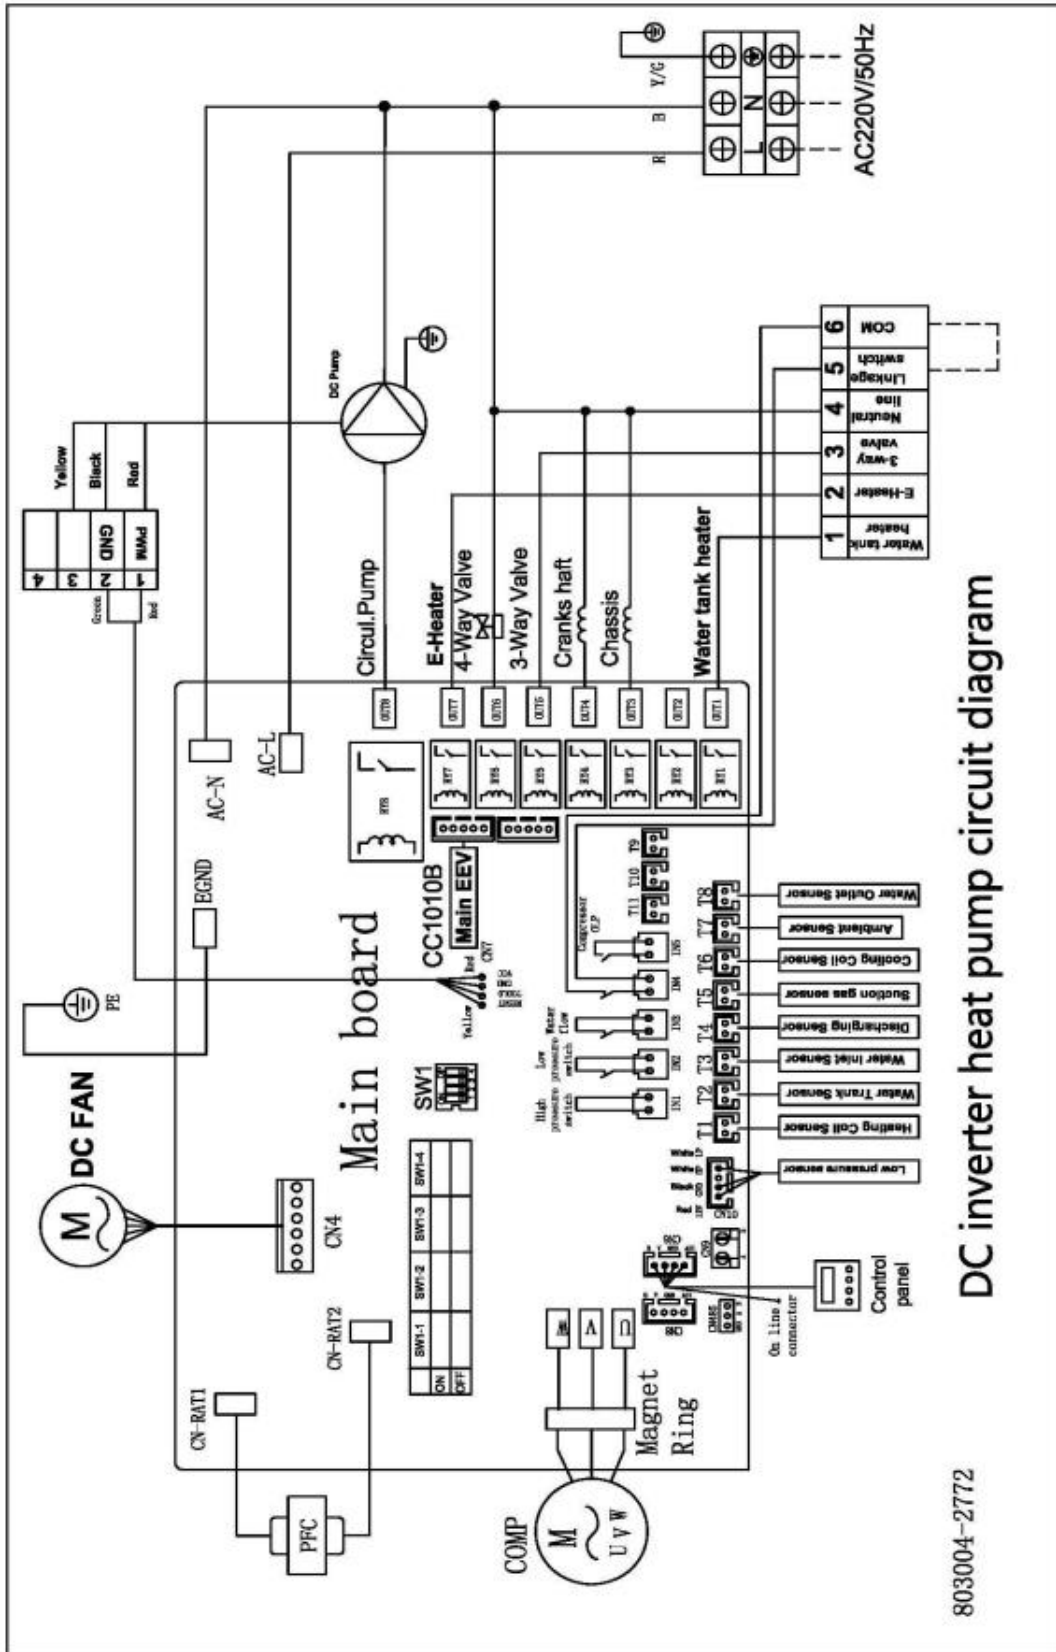 PFC
CN-RAT1
CN-RAT2
M
DC FAN
CN4
PE
EGND
AC-N
AC-L
Green
Red
1
2
3
4
PWM
GND
Red
Black
Yellow
DC Pump
Y/G
B
R
L
N
AC220V/50Hz
Main board
CC1010B
SW1
ON
SW1-1
SW1-2
SW1-3
SW1-4
ON
OFF
Yellow
Red
CN7
VCC
GND
Main EEV
RY8
RY7
RY6
RY5
RY4
RY3
RY2
RY1
OUT8
OUT7
OUT6
OUT5
OUT4
OUT3
OUT2
OUT1
Circul.Pump
E-Heater
4-Way Valve
3-Way Valve
Cranks haft
Chassis
Water tank heater
COMP
M
U V W
Magnet
Ring
W
V
U
High
pressure
switch
Low
pressure
switch
Water
flow
Compressor
OLP
IN1
IN2
IN3
IN4
IN5
T11
T10
T9
T1
T2
T3
T4
T5
T6
T7
T8
CN8
CN485
CN9
CN10
Red
Black
White
White
On line
connector
Control
panel
Low pressure sensor
Heating Coil Sensor
Water Trank Sensor
Water Inlet Sensor
Discharging Sensor
Suction gas sensor
Cooling Coil Sensor
Ambient Sensor
Water Outlet Sensor
1
2
3
4
5
6
Water tank
heater
E-Heater
3-way
valve
Neutral
line
Linkage
switch
COM
DC inverter heat pump circuit diagram
803004-2772